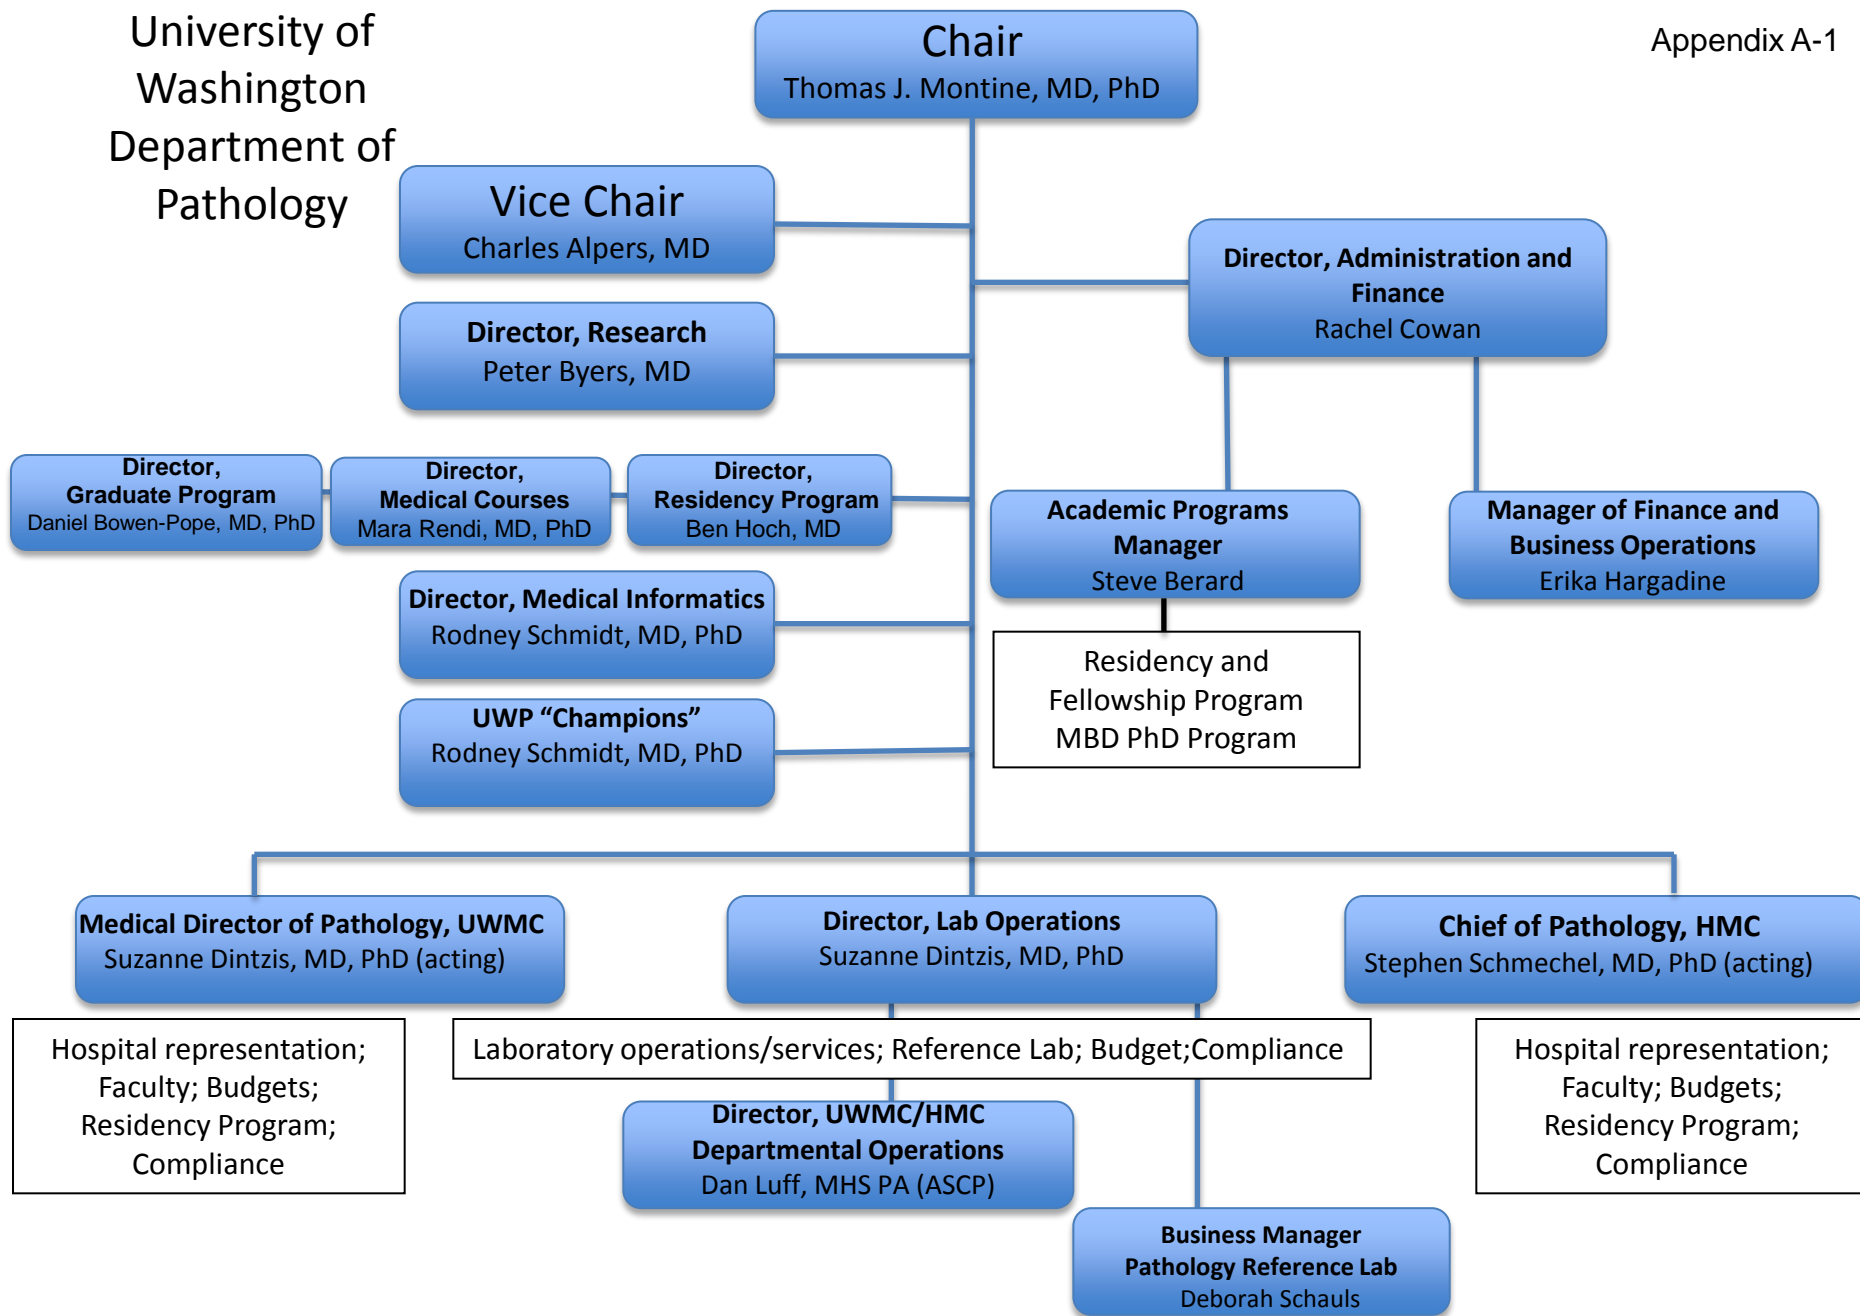 University of
Washington
Department of
Pathology
Chair
Thomas J. Montine, MD, PhD
Appendix A-1
Vice Chair
Charles Alpers, MD
Director, Administration and
Finance
Rachel Cowan
Director, Research
Peter Byers, MD
Director,
Graduate Program
Daniel Bowen-Pope, MD, PhD
Director,
Medical Courses
Mara Rendi, MD, PhD
Director,
Residency Program
Ben Hoch, MD
Academic Programs
Manager
Steve Berard
Manager of Finance and
Business Operations
Erika Hargadine
Director, Medical Informatics
Rodney Schmidt, MD, PhD
Residency and
Fellowship Program
MBD PhD Program
UWP “Champions”
Rodney Schmidt, MD, PhD
Medical Director of Pathology, UWMC
Suzanne Dintzis, MD, PhD (acting)
Director, Lab Operations
Suzanne Dintzis, MD, PhD
Chief of Pathology, HMC
Stephen Schmechel, MD, PhD (acting)
Hospital representation;
Faculty; Budgets;
Residency Program;
Compliance
Laboratory operations/services; Reference Lab; Budget;Compliance
Hospital representation;
Faculty; Budgets;
Residency Program;
Compliance
Director, UWMC/HMC
Departmental Operations
Dan Luff, MHS PA (ASCP)
Business Manager
Pathology Reference Lab
Deborah Schauls